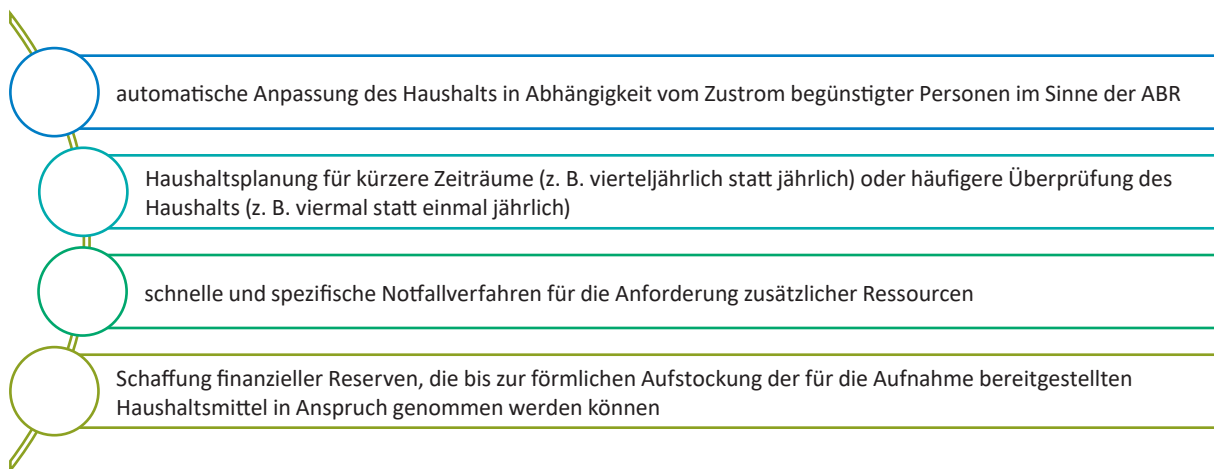 automatische Anpassung des Haushalts in Abhängigkeit vom Zustrom begünstigter Personen im Sinne der ABR
Haushaltsplanung für kürzere Zeiträume (z. B. vierteljährlich statt jährlich) oder häufigere Überprüfung des
Haushalts (z. B. viermal statt einmal jährlich)
schnelle und spezifische Notfallverfahren für die Anforderung zusätzlicher Ressourcen
Schaffung finanzieller Reserven, die bis zur förmlichen Aufstockung der für die Aufnahme bereitgestellten
Haushaltsmittel in Anspruch genommen werden können